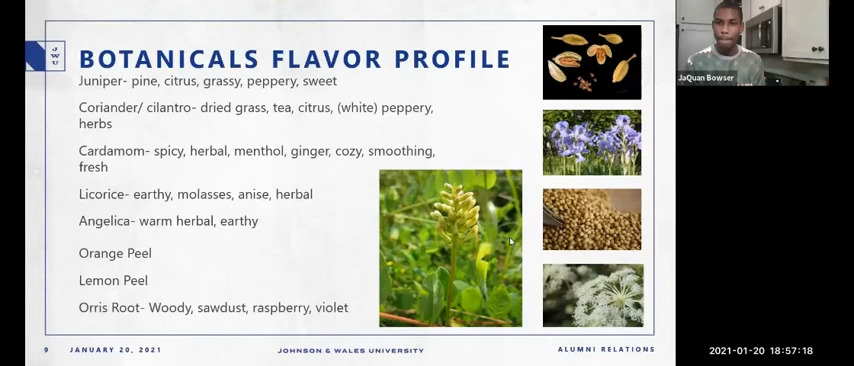 JWU
BOTANICALS FLAVOR PROFILE
Juniper- pine, citrus, grassy, peppery, sweet
Coriander/ cilantro- dried grass, tea, citrus, (white) peppery,
herbs
Cardamom- spicy, herbal, menthol, ginger, cozy, smoothing,
fresh
Licorice- earthy, molasses, anise, herbal
Angelica- warm herbal, earthy
Orange Peel
Lemon Peel
Orris Root- Woody, sawdust, raspberry, violet
9 JANUARY 20, 2021 JOHNSON & WALES UNIVERSITY ALUMNI RELATIONS
JaQuan Bowser
2021-01-20 18:57:18